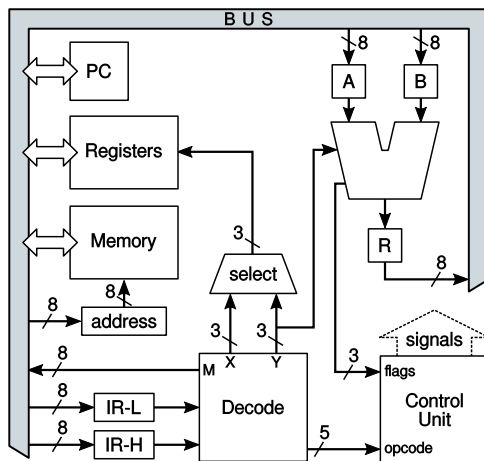 BUS
8
8
PC
A
B
Registers
3
Memory
R
8
select
8
8
address
3
3
signals
8
M
X
Y
3
flags
8
IR-L
Decode
Control
Unit
8
IR-H
5
opcode